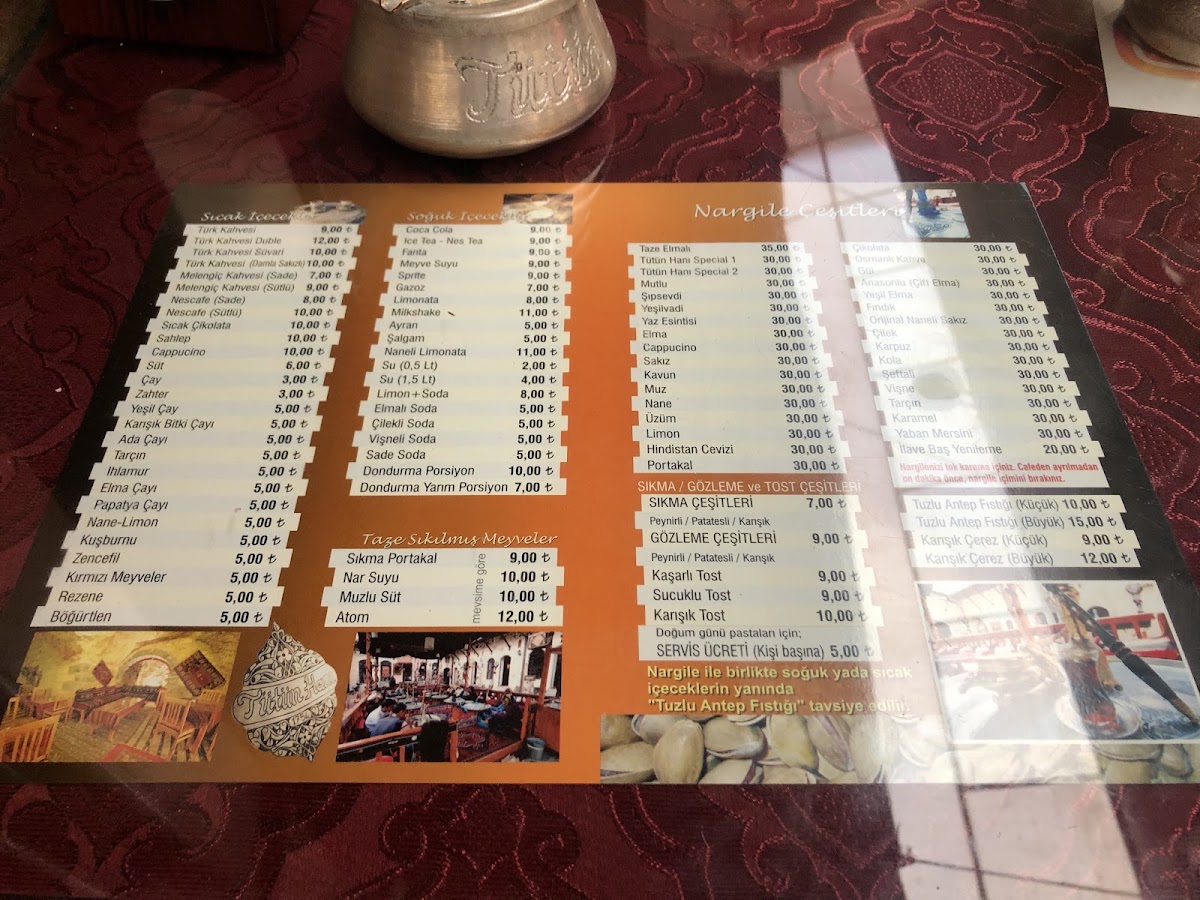 Tütün
Sıcak İçecekler
Türk Kahvesi 9,00 ₺
Türk Kahvesi Duble 12,00 ₺
Türk Kahvesi Süvari 10,00 ₺
Türk Kahvesi (Damla Sakızlı) 10,00 ₺
Melengiç Kahvesi (Sade) 7,00 ₺
Melengiç Kahvesi (Sütlü) 9,00 ₺
Nescafe (Sade) 8,00 ₺
Nescafe (Sütlü) 10,00 ₺
Sıcak Çikolata 10,00 ₺
Sahlep 10,00 ₺
Cappucino 10,00 ₺
Süt 6,00 ₺
Çay 3,00 ₺
Zahter 3,00 ₺
Yeşil Çay 5,00 ₺
Karışık Bitki Çayı 5,00 ₺
Ada Çayı 5,00 ₺
Tarçın 5,00 ₺
Ihlamur 5,00 ₺
Elma Çayı 5,00 ₺
Papatya Çayı 5,00 ₺
Nane-Limon 5,00 ₺
Kuşburnu 5,00 ₺
Zencefil 5,00 ₺
Kırmızı Meyveler 5,00 ₺
Rezene 5,00 ₺
Böğürtlen 5,00 ₺
Tütün Hanı
Soğuk İçecekler
Coca Cola 9,00 ₺
Ice Tea - Nes Tea 9,00 ₺
Fanta 9,00 ₺
Meyve Suyu 9,00 ₺
Sprite 9,00 ₺
Gazoz 7,00 ₺
Limonata 8,00 ₺
Milkshake 11,00 ₺
Ayran 5,00 ₺
Şalgam 5,00 ₺
Naneli Limonata 11,00 ₺
Su (0,5 Lt) 2,00 ₺
Su (1,5 Lt) 4,00 ₺
Limon+Soda 8,00 ₺
Elmalı Soda 5,00 ₺
Çilekli Soda 5,00 ₺
Vişneli Soda 5,00 ₺
Sade Soda 5,00 ₺
Dondurma Porsiyon 10,00 ₺
Dondurma Yarım Porsiyon 7,00 ₺
Taze Sıkılmış Meyveler
Sıkma Portakal 9,00 ₺
Nar Suyu 10,00 ₺
Muzlu Süt 10,00 ₺
Atom 12,00 ₺
mevsime göre
Nargile Çeşitleri
Taze Elmalı 35,00 ₺
Tütün Hanı Special 1 30,00 ₺
Tütün Hanı Special 2 30,00 ₺
Mutlu 30,00 ₺
Şıpsevdi 30,00 ₺
Yeşilvadi 30,00 ₺
Yaz Esintisi 30,00 ₺
Elma 30,00 ₺
Cappucino 30,00 ₺
Sakız 30,00 ₺
Kavun 30,00 ₺
Muz 30,00 ₺
Nane 30,00 ₺
Üzüm 30,00 ₺
Limon 30,00 ₺
Hindistan Cevizi 30,00 ₺
Portakal 30,00 ₺
Çikolata 30,00 ₺
Osmanlı Kahve 30,00 ₺
Gül 30,00 ₺
Anasonlu (Çift Elma) 30,00 ₺
Yeşil Elma 30,00 ₺
Fındık 30,00 ₺
Orijinal Naneli Sakız 30,00 ₺
Çilek 30,00 ₺
Karpuz 30,00 ₺
Kola 30,00 ₺
Şeftali 30,00 ₺
Vişne 30,00 ₺
Tarçın 30,00 ₺
Karamel 30,00 ₺
Yaban Mersini 30,00 ₺
İlave Baş Yenileme 20,00 ₺
Nargilenizi tok karnına içiniz. Cafeden ayrılmadan
on dakika önce, nargile içimini bırakınız.
SIKMA / GÖZLEME ve TOST ÇEŞİTLERİ
SIKMA ÇEŞİTLERİ 7,00 ₺
Peynirli / Patatesli / Karışık
GÖZLEME ÇEŞİTLERİ 9,00 ₺
Peynirli / Patatesli / Karışık
Kaşarlı Tost 9,00 ₺
Sucuklu Tost 9,00 ₺
Karışık Tost 10,00 ₺
Doğum günü pastaları için;
SERVİS ÜCRETİ (Kişi başına) 5,00 ₺
Nargile ile birlikte soğuk yada sıcak
içeceklerin yanında
"Tuzlu Antep Fıstığı" tavsiye edilir.
Tuzlu Antep Fıstığı (Küçük) 10,00 ₺
Tuzlu Antep Fıstığı (Büyük) 15,00 ₺
Karışık Çerez (Küçük) 9,00 ₺
Karışık Çerez (Büyük) 12,00 ₺